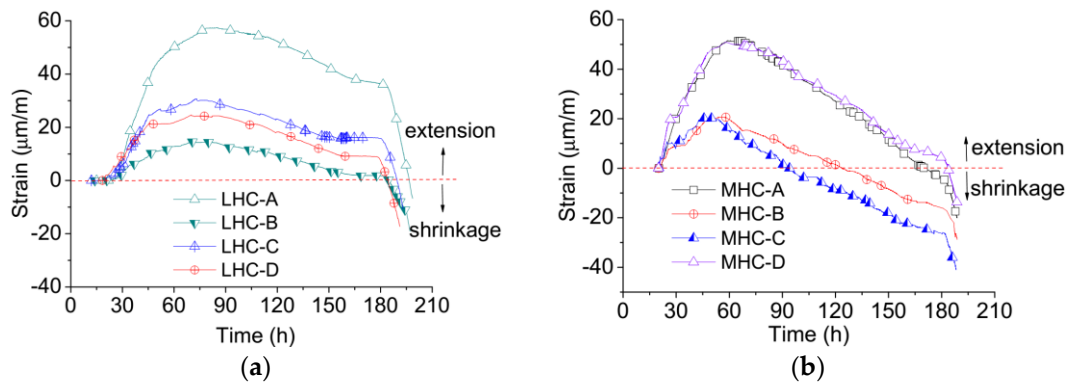 60
40
20
0
-20
-40
Strain (μm/m)
extension
shrinkage
LHC-A
LHC-B
LHC-C
LHC-D
0 30 60 90 120 150 180 210
Time (h)
(a)
60
40
20
0
-20
-40
Strain (μm/m)
extension
shrinkage
MHC-A
MHC-B
MHC-C
MHC-D
0 30 60 90 120 150 180 210
Time (h)
(b)